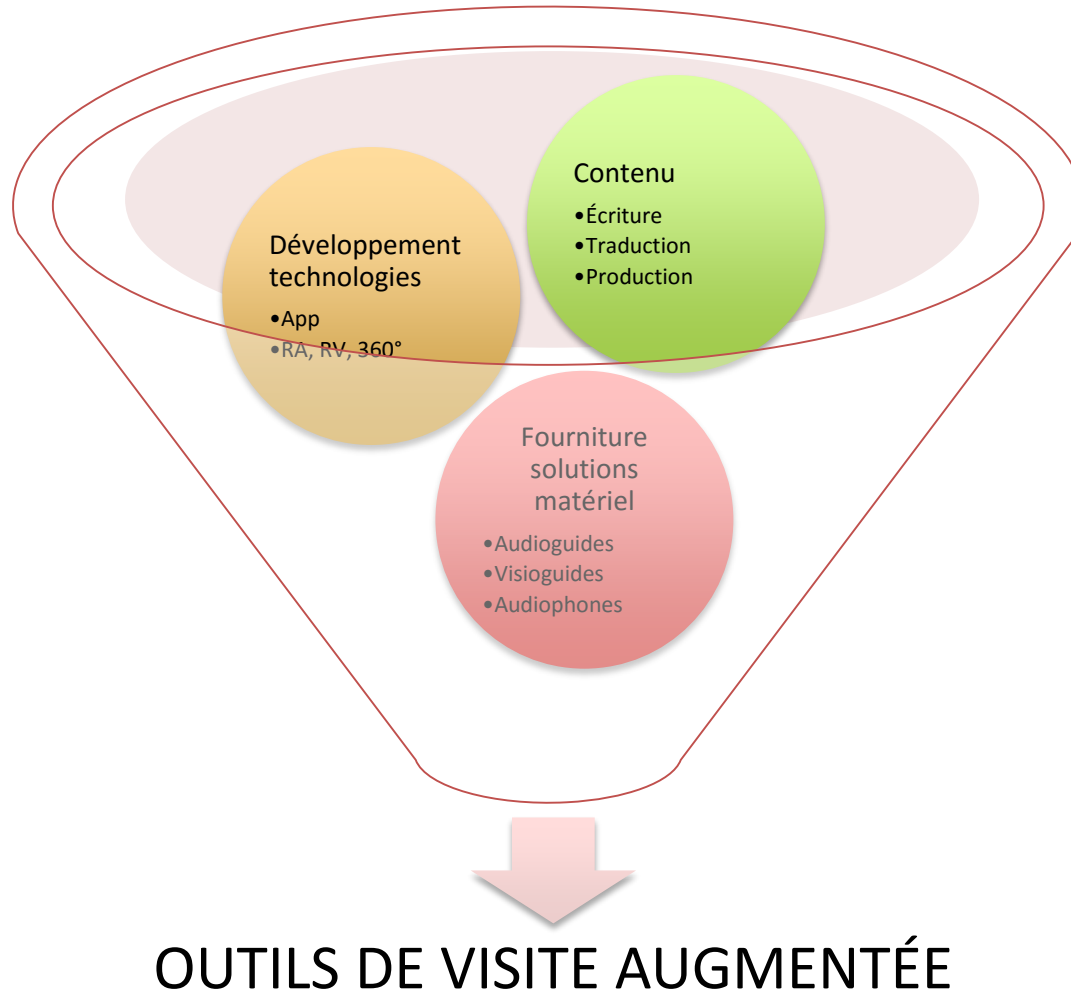 Contenu
•Écriture
•Traduction
•Production
Développement
technologies
•App
•RA, RV, 360°
Fourniture
solutions
matériel
•Audioguides
•Visioguides
•Audiophones
OUTILS DE VISITE AUGMENTÉE